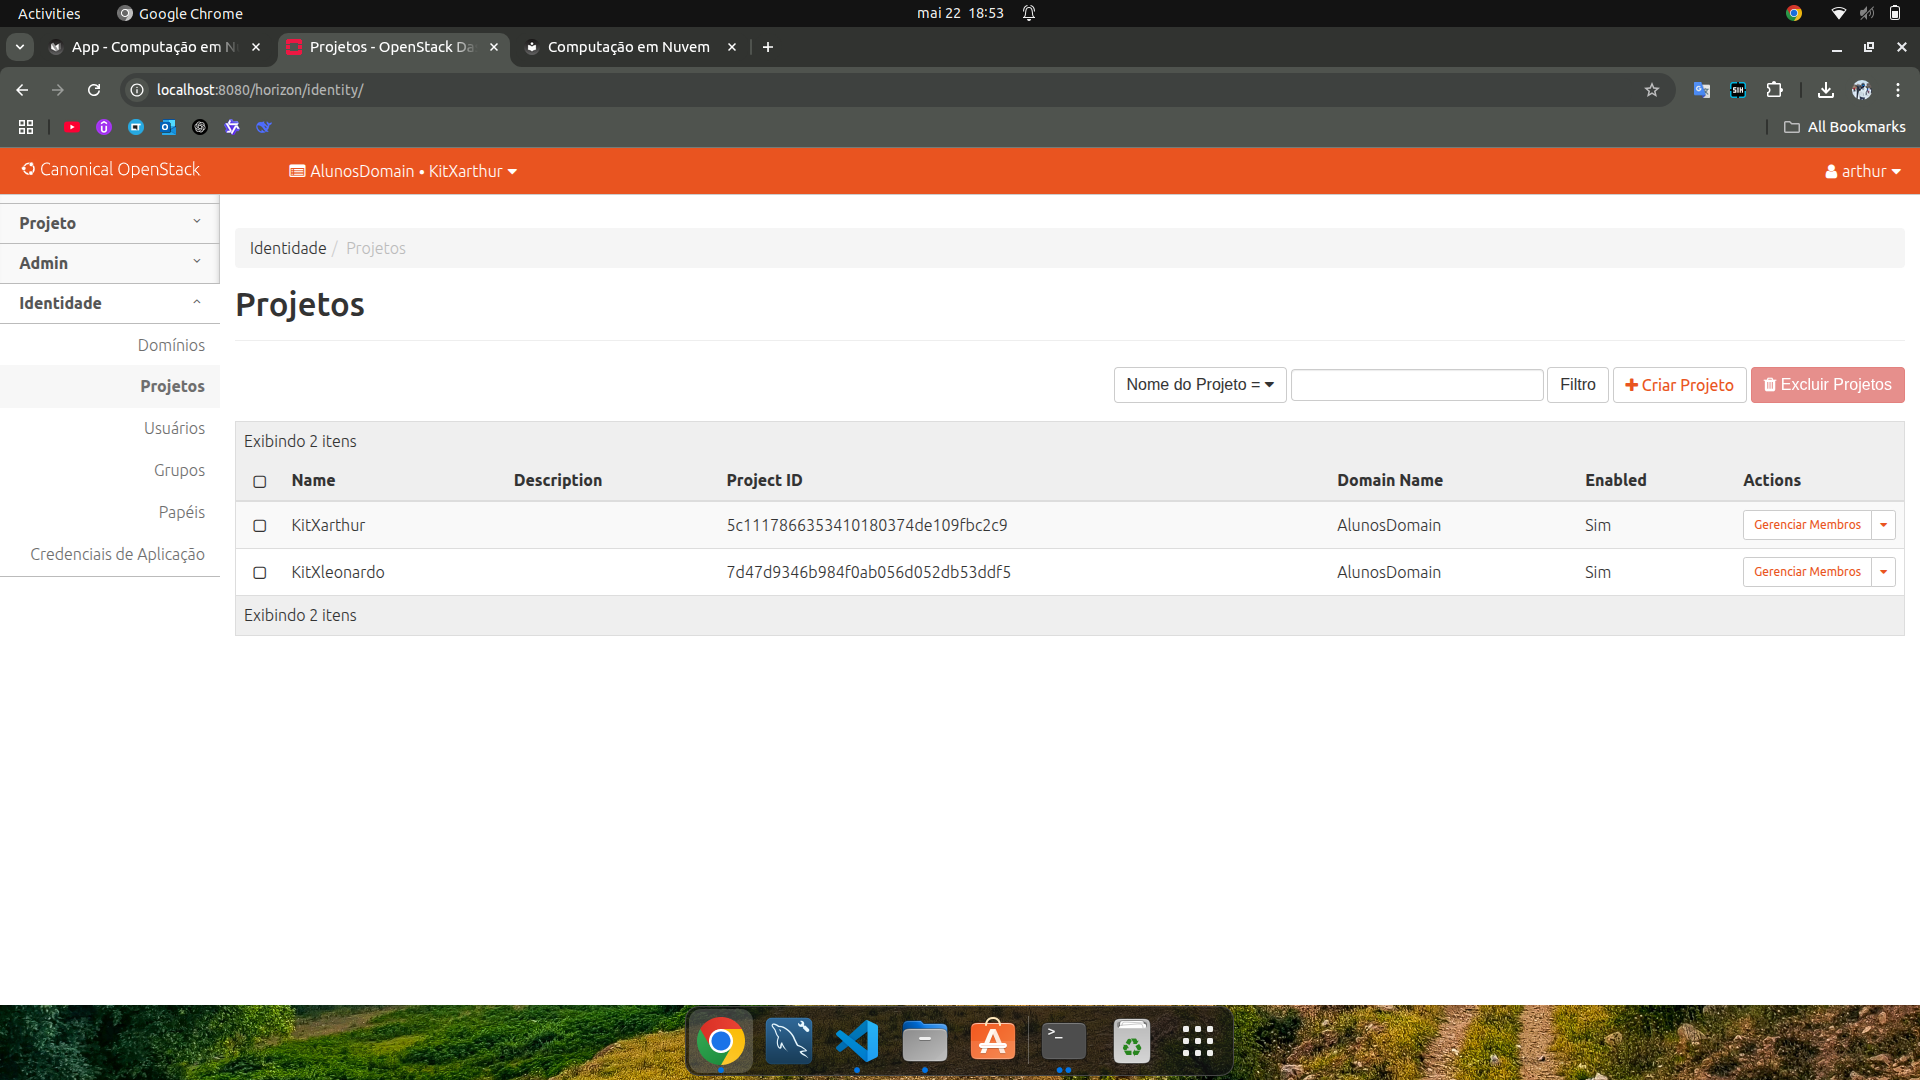 Activities
Google Chrome
mai 22 18:53
App - Computação em N
Projetos - OpenStack Da
Computação em Nuvem
localhost:8080/horizon/identity/
SIH
All Bookmarks
Canonical OpenStack
AlunosDomain • KitXarthur
arthur
Projeto
Admin
Identidade
Domínios
Projetos
Usuários
Grupos
Papéis
Credenciais de Aplicação
Identidade / Projetos
Projetos
Nome do Projeto =
Filtro
Criar Projeto
Excluir Projetos
Exibindo 2 itens
Name Description Project ID Domain Name Enabled Actions
KitXarthur 5c1117866353410180374de109fbc2c9 AlunosDomain Sim Gerenciar Membros
KitXleonardo 7d47d9346b984f0ab056d052db53ddf5 AlunosDomain Sim Gerenciar Membros
Exibindo 2 itens